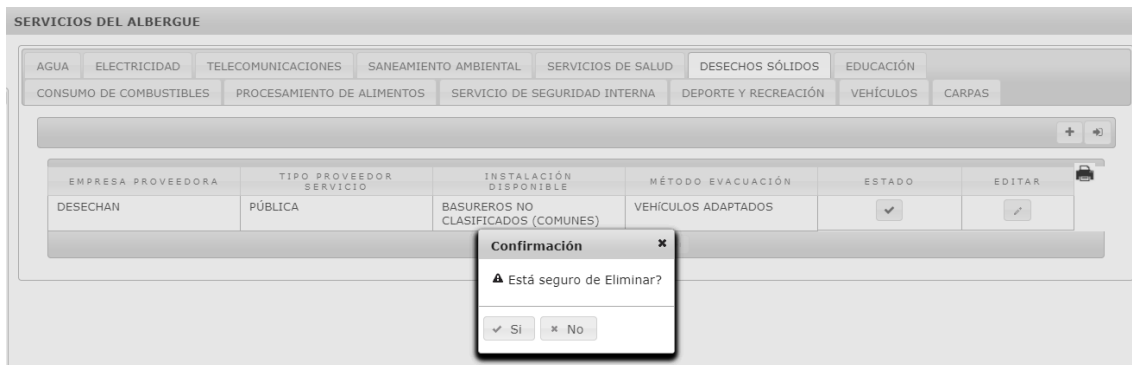 SERVICIOS DEL ALBERGUE
AGUA ELECTRICIDAD TELECOMUNICACIONES SANEAMIENTO AMBIENTAL SERVICIOS DE SALUD DESECHOS SÓLIDOS EDUCACIÓN
CONSUMO DE COMBUSTIBLES PROCESAMIENTO DE ALIMENTOS SERVICIO DE SEGURIDAD INTERNA DEPORTE Y RECREACIÓN VEHÍCULOS CARPAS
EMPRESA PROVEEDORA TIPO PROVEEDOR SERVICIO INSTALACIÓN DISPONIBLE MÉTODO EVACUACIÓN ESTADO EDITAR
DESECHAN PÚBLICA BASUREROS NO CLASIFICADOS (COMUNES) VEHÍCULOS ADAPTADOS
Confirmación
Está seguro de Eliminar?
Si No